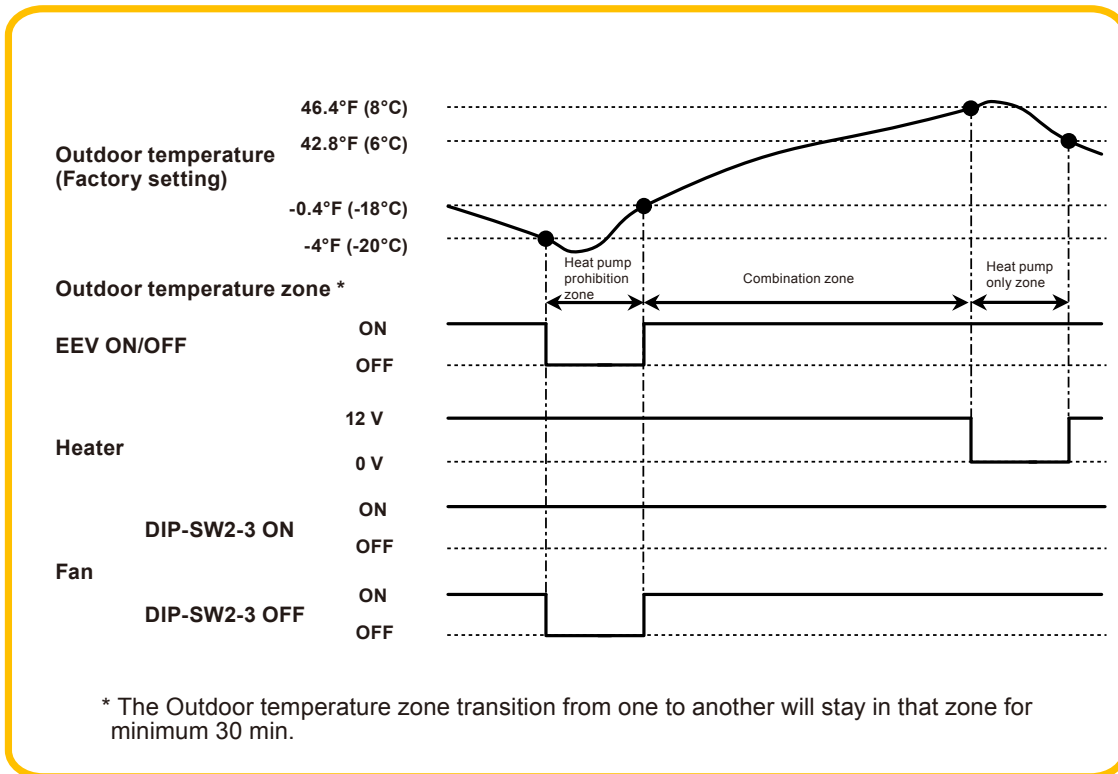 46.4°F (8°C)
42.8°F (6°C)
Outdoor temperature
(Factory setting)
-0.4°F (-18°C)
-4°F (-20°C)
Heat pump
prohibition
zone
Combination zone
Heat pump
only zone
Outdoor temperature zone *
EEV ON/OFF
ON
OFF
Heater
12 V
0 V
Fan
DIP-SW2-3 ON
ON
OFF
DIP-SW2-3 OFF
ON
OFF
* The Outdoor temperature zone transition from one to another will stay in that zone for
minimum 30 min.